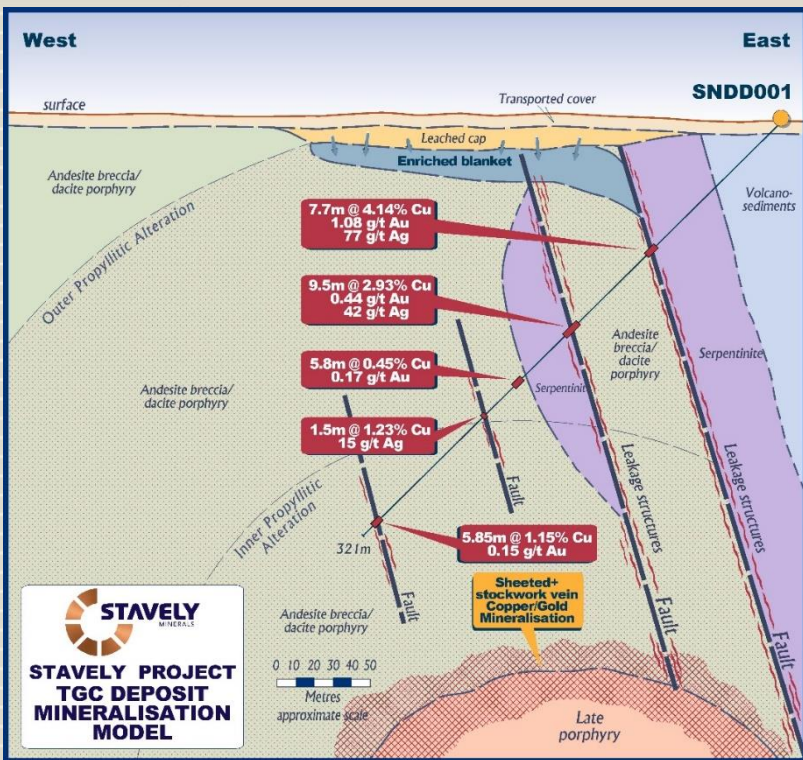 West
East
SNDD001
surface
Transported cover
Leached cap
Enriched blanket
Andesite breccia/
dacite porphyry
Volcano-
sediments
Outer Propyllitic Alteration
7.7m @ 4.14% Cu
1.08 g/t Au
77 g/t Ag
9.5m @ 2.93% Cu
0.44 g/t Au
42 g/t Ag
Andesite breccia/
dacite porphyry
Serpentinite
5.8m @ 0.45% Cu
0.17 g/t Au
Serpentinit
Andesite breccia/
dacite porphyry
1.5m @ 1.23% Cu
15 g/t Ag
Leakage structures
Leakage structures
Inner Propyllitic
Alteration
Fault
321m
5.85m @ 1.15% Cu
0.15 g/t Au
Fault
Sheeted+
stockwork vein
Copper/Gold
Mineralisation
Fault
Fault
Andesite breccia/
dacite porphyry
STAVELY
MINERALS
STAVELY PROJECT
TGC DEPOSIT
MINERALISATION
MODEL
0 10 20 30 40 50
Metres
approximate scale
Late
porphyry